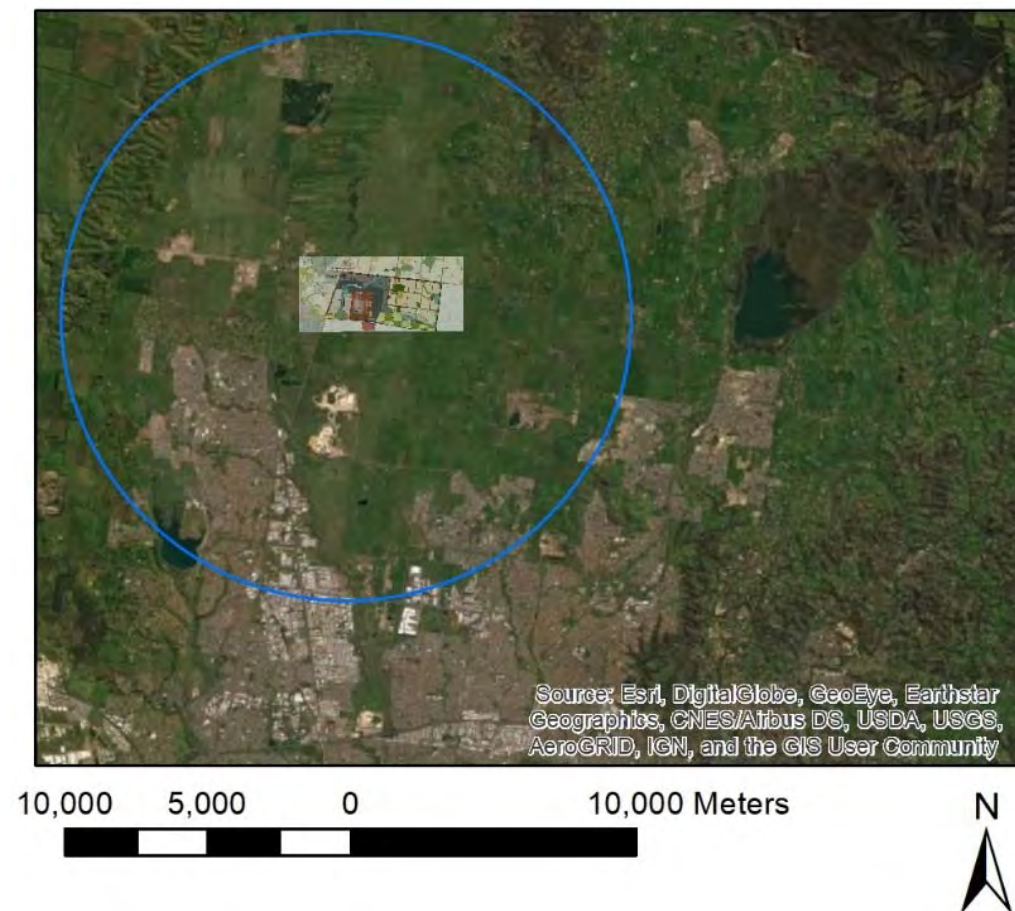 Source: Esri, DigitalGlobe, GeoEye, Earthstar
Geographics, CNES/Airbus DS, USDA, USGS,
AeroGRID, IGN, and the GIS User Community
10,000 5,000 0 10,000 Meters
N